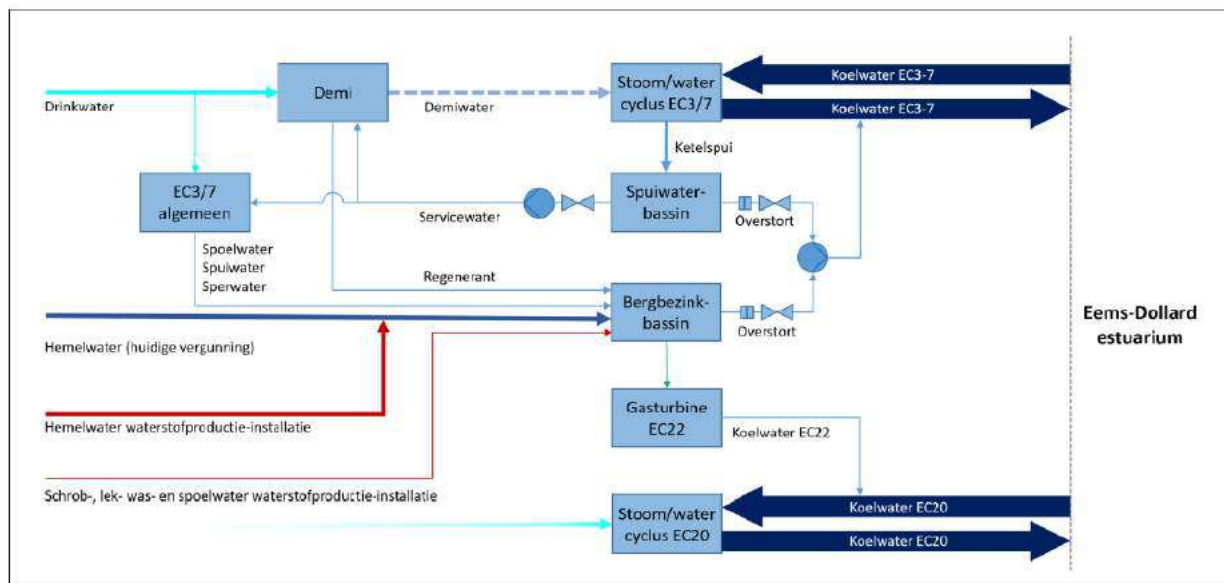 Koelwater EC3-7
Drinkwater
Demi
Demiwater
Stoom/water
cyclus EC3/7
Koelwater EC3-7
Ketelspui
EC3/7
algemeen
Servicewater
Spuiwater-
bassin
Overstort
Spoelwater
Spuiwater
Sperwater
Regenerant
Bergbezink-
bassin
Overstort
Eems-Dollard
estuarium
Hemelwater (huidige vergunning)
Gasturbine
EC22
Koelwater EC22
Hemelwater waterstofproductie-installatie
Schrob-, lek- was- en spoelwater waterstofproductie-installatie
Stoom/water
cyclus EC20
Koelwater EC20
Koelwater EC20